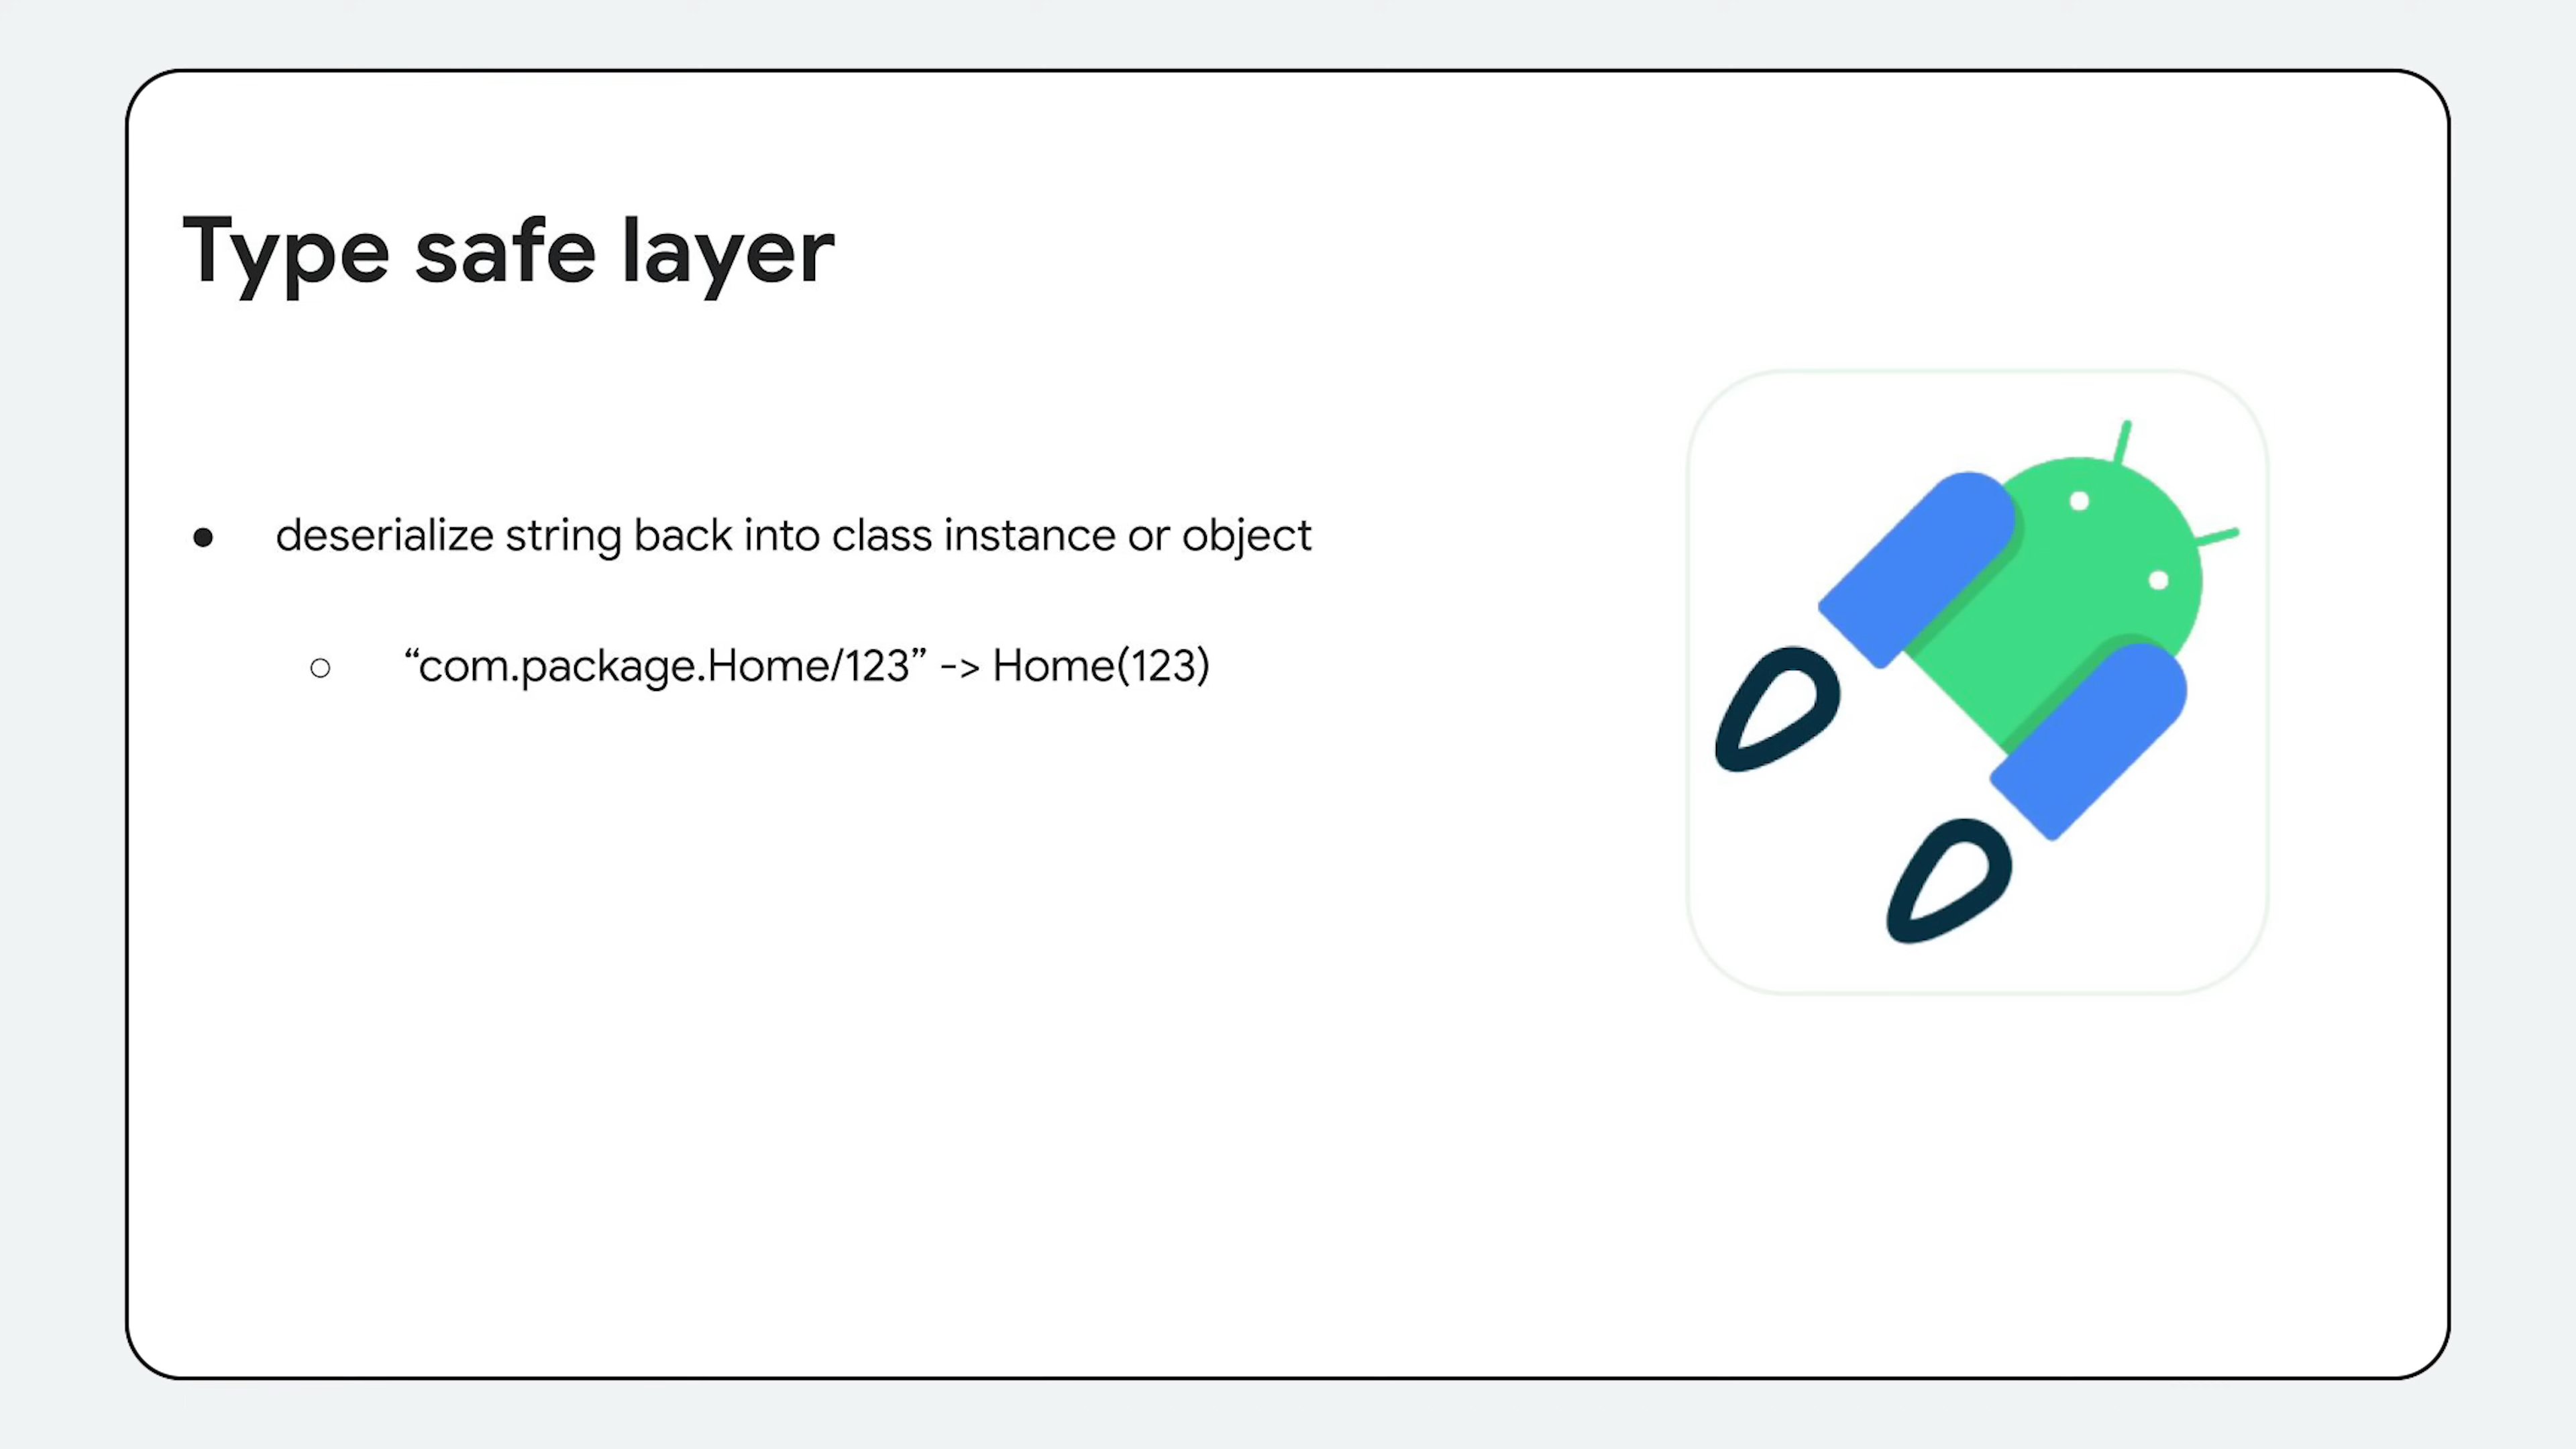 Type safe layer
● deserialize string back into class instance or object
○ “com.package.Home/123” -> Home(123)